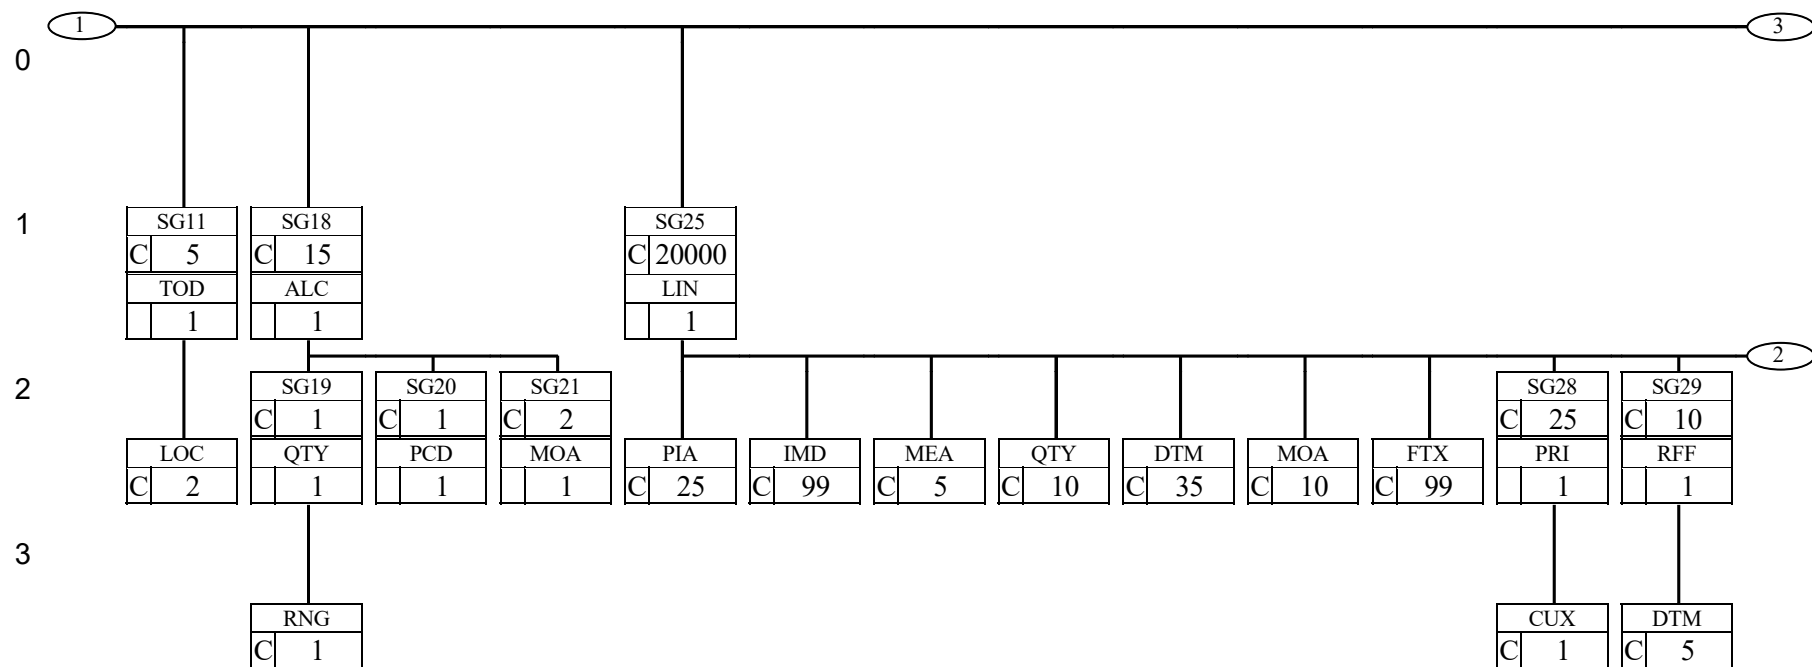 1 3
0
1 SG11 SG18 SG25
C 5 C 15 C 20000
TOD ALC LIN
1 1 1
2
2 SG19 SG20 SG21 SG28 SG29
C 1 C 1 C 2 C 25 C 10
LOC QTY PCD MOA PIA IMD MEA QTY DTM MOA FTX PRI RFF
C 2 1 1 1 C 25 C 99 C 5 C 10 C 35 C 10 C 99 1 1
3
RNG CUX DTM
C 1 C 1 C 5